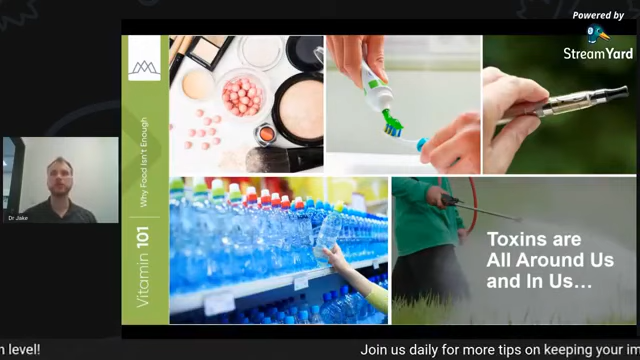 Powered by
StreamYard
Why Food Isn't Enough
Vitamin 101
Dr Jake
Toxins are
All Around Us
and In Us...
n level!
Join us daily for more tips on keeping your im